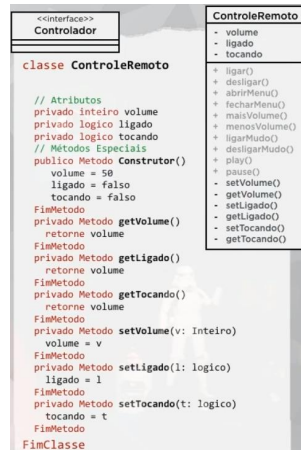 <<interface>>
Controlador
classe ControleRemoto
// Atributos
privado inteiro volume
privado logico ligado
privado logico tocando
// Métodos Especiais
publico Metodo Construtor()
volume = 50
ligado = falso
tocando = falso
FimMetodo
privado Metodo getVolume()
retorne volume
FimMetodo
privado Metodo getLigado()
retorne volume
FimMetodo
privado Metodo getTocando()
retorne volume
FimMetodo
privado Metodo setVolume(v: Inteiro)
volume = v
FimMetodo
privado Metodo setLigado(l: logico)
ligado = l
FimMetodo
privado Metodo setTocando(t: logico)
tocando = t
FimMetodo
FimClasse
ControleRemoto
- volume
- ligado
- tocando
+ ligar()
+ desligar()
+ abrirMenu()
+ fecharMenu()
+ maisVolume()
+ menosVolume()
+ ligarMudo()
+ desligarMudo()
+ play()
+ pause()
- setVolume()
- getVolume()
- setLigado()
- getLigado()
- setTocando()
- getTocando()